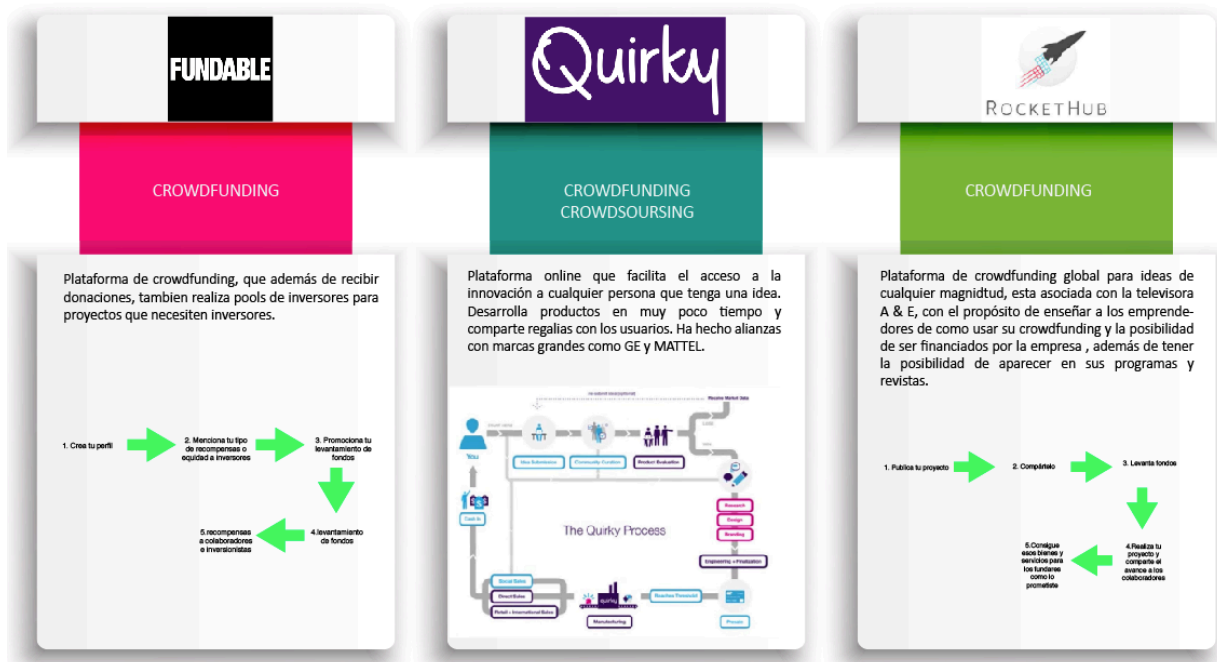 FUNDABLE
CROWDFUNDING
Plataforma de crowdfunding, que además de recibir
donaciones, tambien realiza pools de inversores para
proyectos que necesiten inversores.
1. Crea tu perfil
2. Menciona tu tipo
de recompensas o
equidad a inversores
3. Promociona tu
levantamiento de
fondos
4.levantamiento
de fondos
5.recompensas
a colaboradores
e inversionistas
Quirky
CROWDFUNDING
CROWDSOURSING
Plataforma online que facilita el acceso a la
innovación a cualquier persona que tenga una idea.
Desarrolla productos en muy poco tiempo y
comparte regalias con los usuarios. Ha hecho alianzas
con marcas grandes como GE y MATTEL.
You
Idea Submission
Community Curation
Product Evaluation
Research
Design
Branding
Engineering + Finalization
The Quirky Process
Social Sales
Direct Sales
Retail + International Sales
quirky
Manufacturing
Reaches Threshold
Presale
ROCKETHUB
CROWDFUNDING
Plataforma de crowdfunding global para ideas de
cualquier magnidtud, esta asociada con la televisora
A & E, con el propósito de enseñar a los emprende-
dores de como usar su crowdfunding y la posibilidad
de ser financiados por la empresa , además de tener
la posibilidad de aparecer en sus programas y
revistas.
1. Publica tu proyecto
2. Compártelo
3. Levanta fondos
4.Realiza tu
proyecto y
comparte el
avance a los
colaboradores
5.Consigue
esos bienes y
servicios para
los fundares
como lo
prometiste